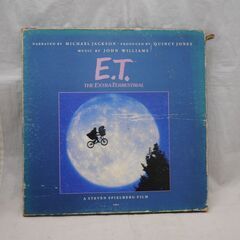 NARRATED BY MICHAEL JACKSON · PRODUCED BY QUINCY JONES
MUSIC BY JOHN WILLIAMS
E.T.
THE EXTRA-TERRESTRIAL
A STEVEN SPIELBERG FILM